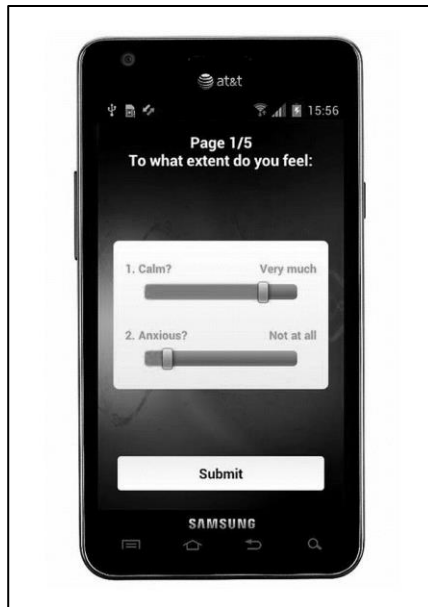 at&t
15:56
Page 1/5
To what extent do you feel:
1. Calm? Very much
2. Anxious? Not at all
Submit
SAMSUNG